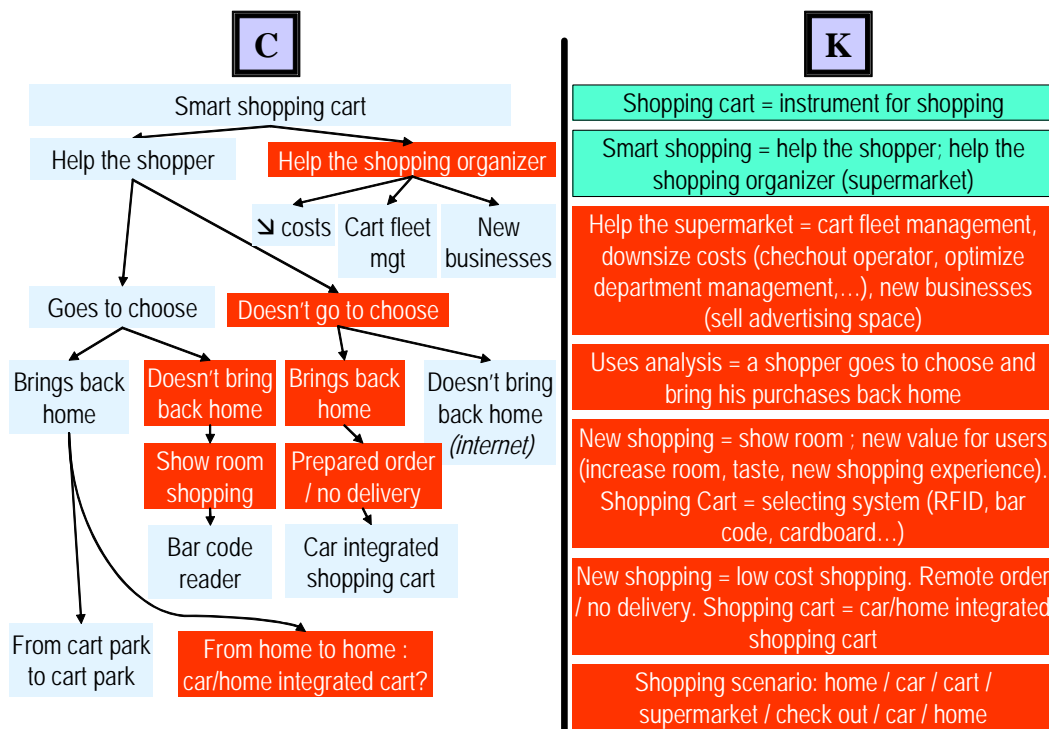 C
Smart shopping cart
Help the shopper
Help the shopping organizer
↘ costs
Cart fleet
mgt
New
businesses
Goes to choose
Doesn't go to choose
Brings back
home
Doesn't bring
back home
Brings back
home
Doesn't bring
back home
(internet)
Show room
shopping
Prepared order
/ no delivery
Bar code
reader
Car integrated
shopping cart
From cart park
to cart park
From home to home :
car/home integrated cart?
K
Shopping cart = instrument for shopping
Smart shopping = help the shopper; help the
shopping organizer (supermarket)
Help the supermarket = cart fleet management,
downsize costs (chechout operator, optimize
department management,…), new businesses
(sell advertising space)
Uses analysis = a shopper goes to choose and
bring his purchases back home
New shopping = show room ; new value for users
(increase room, taste, new shopping experience).
Shopping Cart = selecting system (RFID, bar
code, cardboard…)
New shopping = low cost shopping. Remote order
/ no delivery. Shopping cart = car/home integrated
shopping cart
Shopping scenario: home / car / cart /
supermarket / check out / car / home